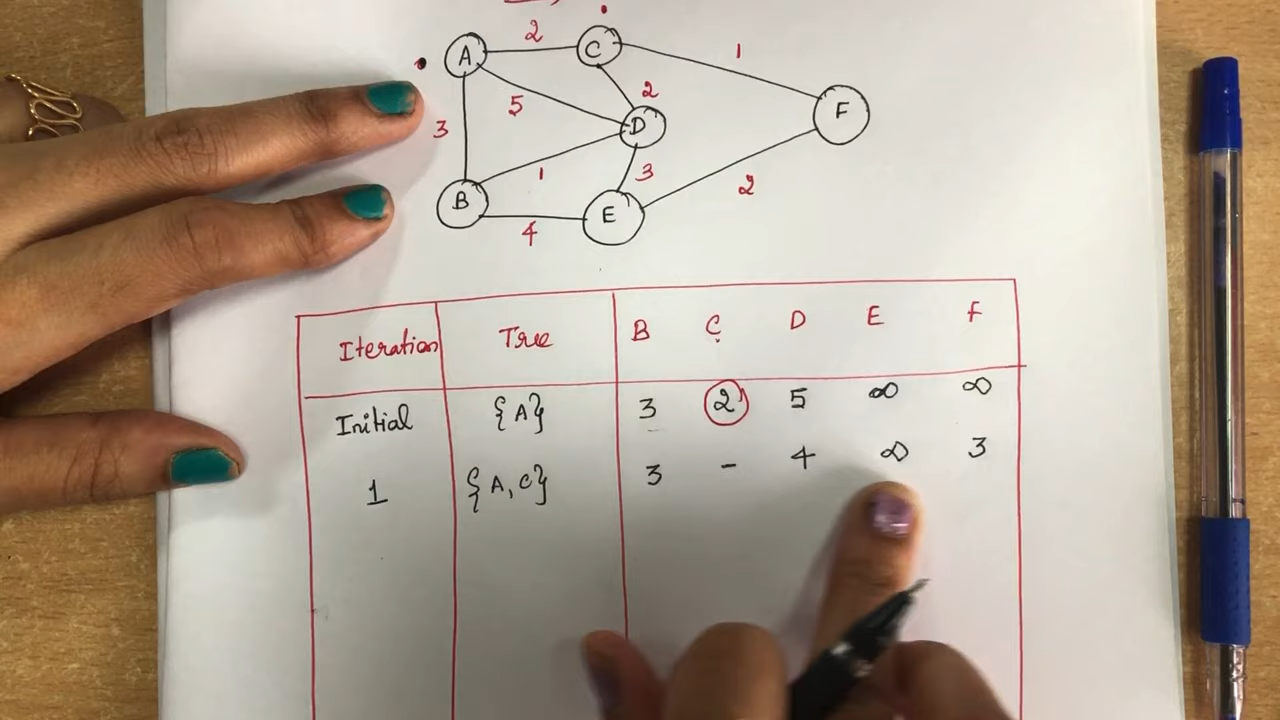 2
A C 1
5 2
3 D F
1 3
B E 2
4
Iteration Tree B C D E F
Initial {A} 3 2 5 ∞ ∞
1 {A, C} 3 - 4 ∞ 3